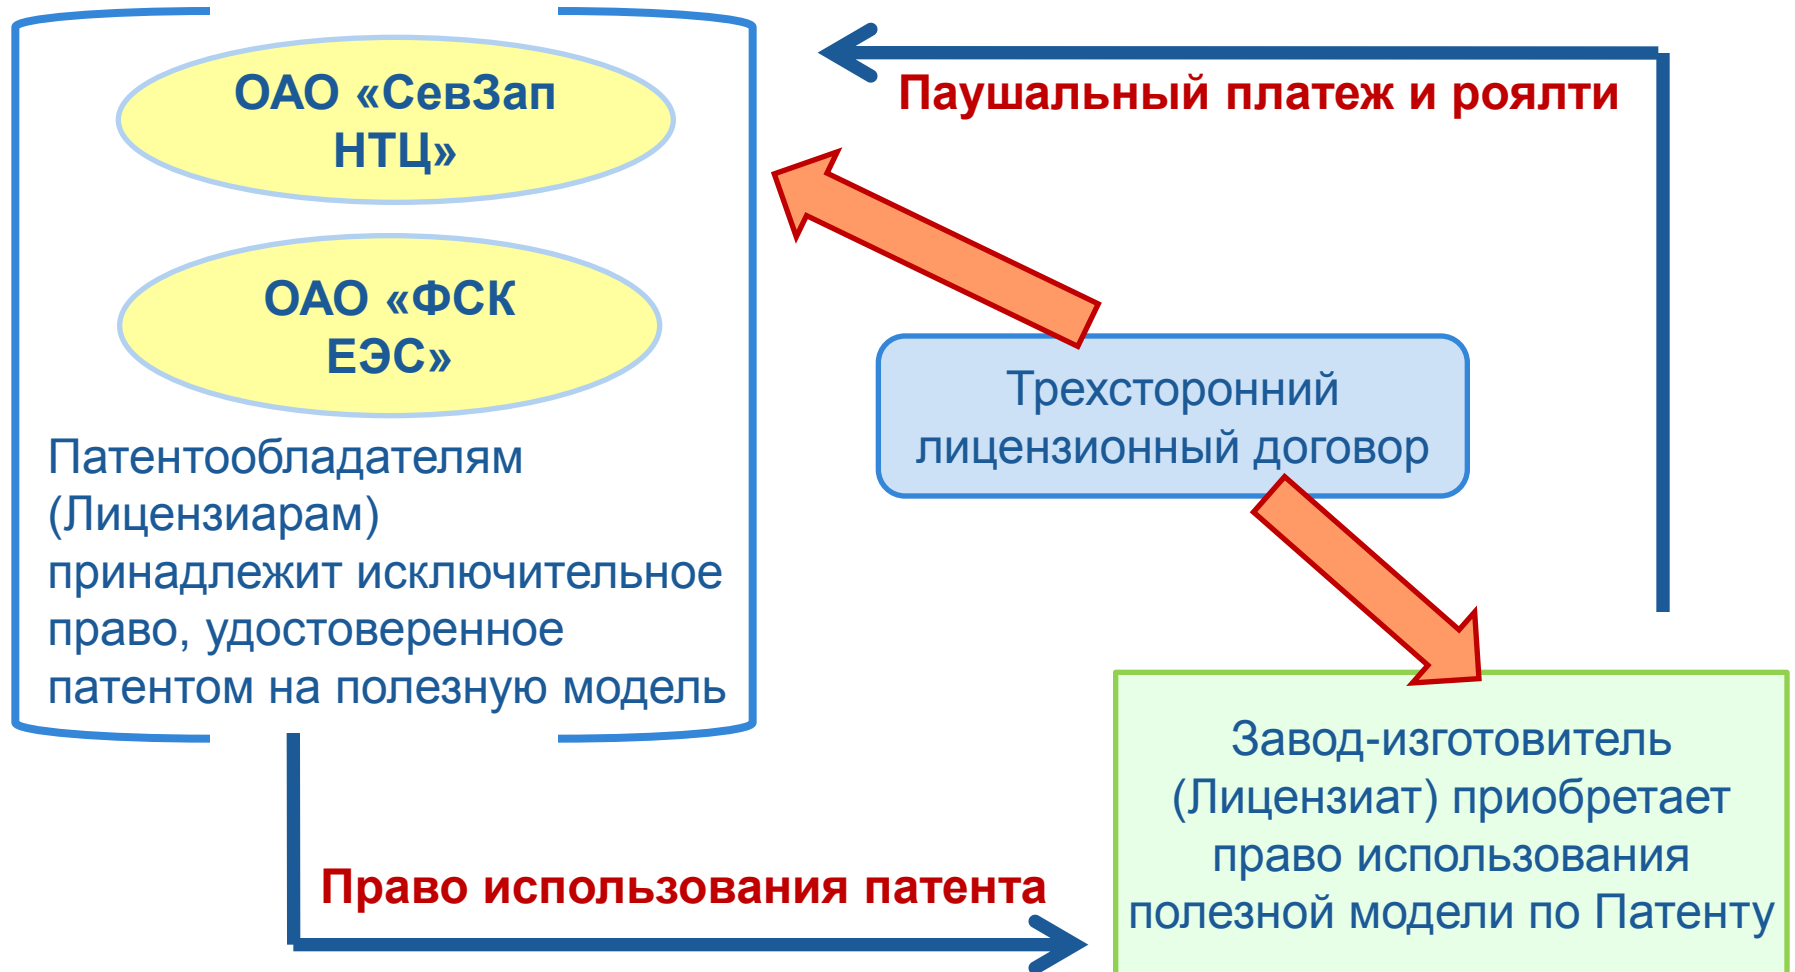 ОАО «СевЗап
НТЦ»
ОАО «ФСК
ЕЭС»
Патентообладателям
(Лицензиарам)
принадлежит исключительное
право, удостоверенное
патентом на полезную модель
Паушальный платеж и роялти
Трехсторонний
лицензионный договор
Право использования патента
Завод-изготовитель
(Лицензиат) приобретает
право использования
полезной модели по Патенту